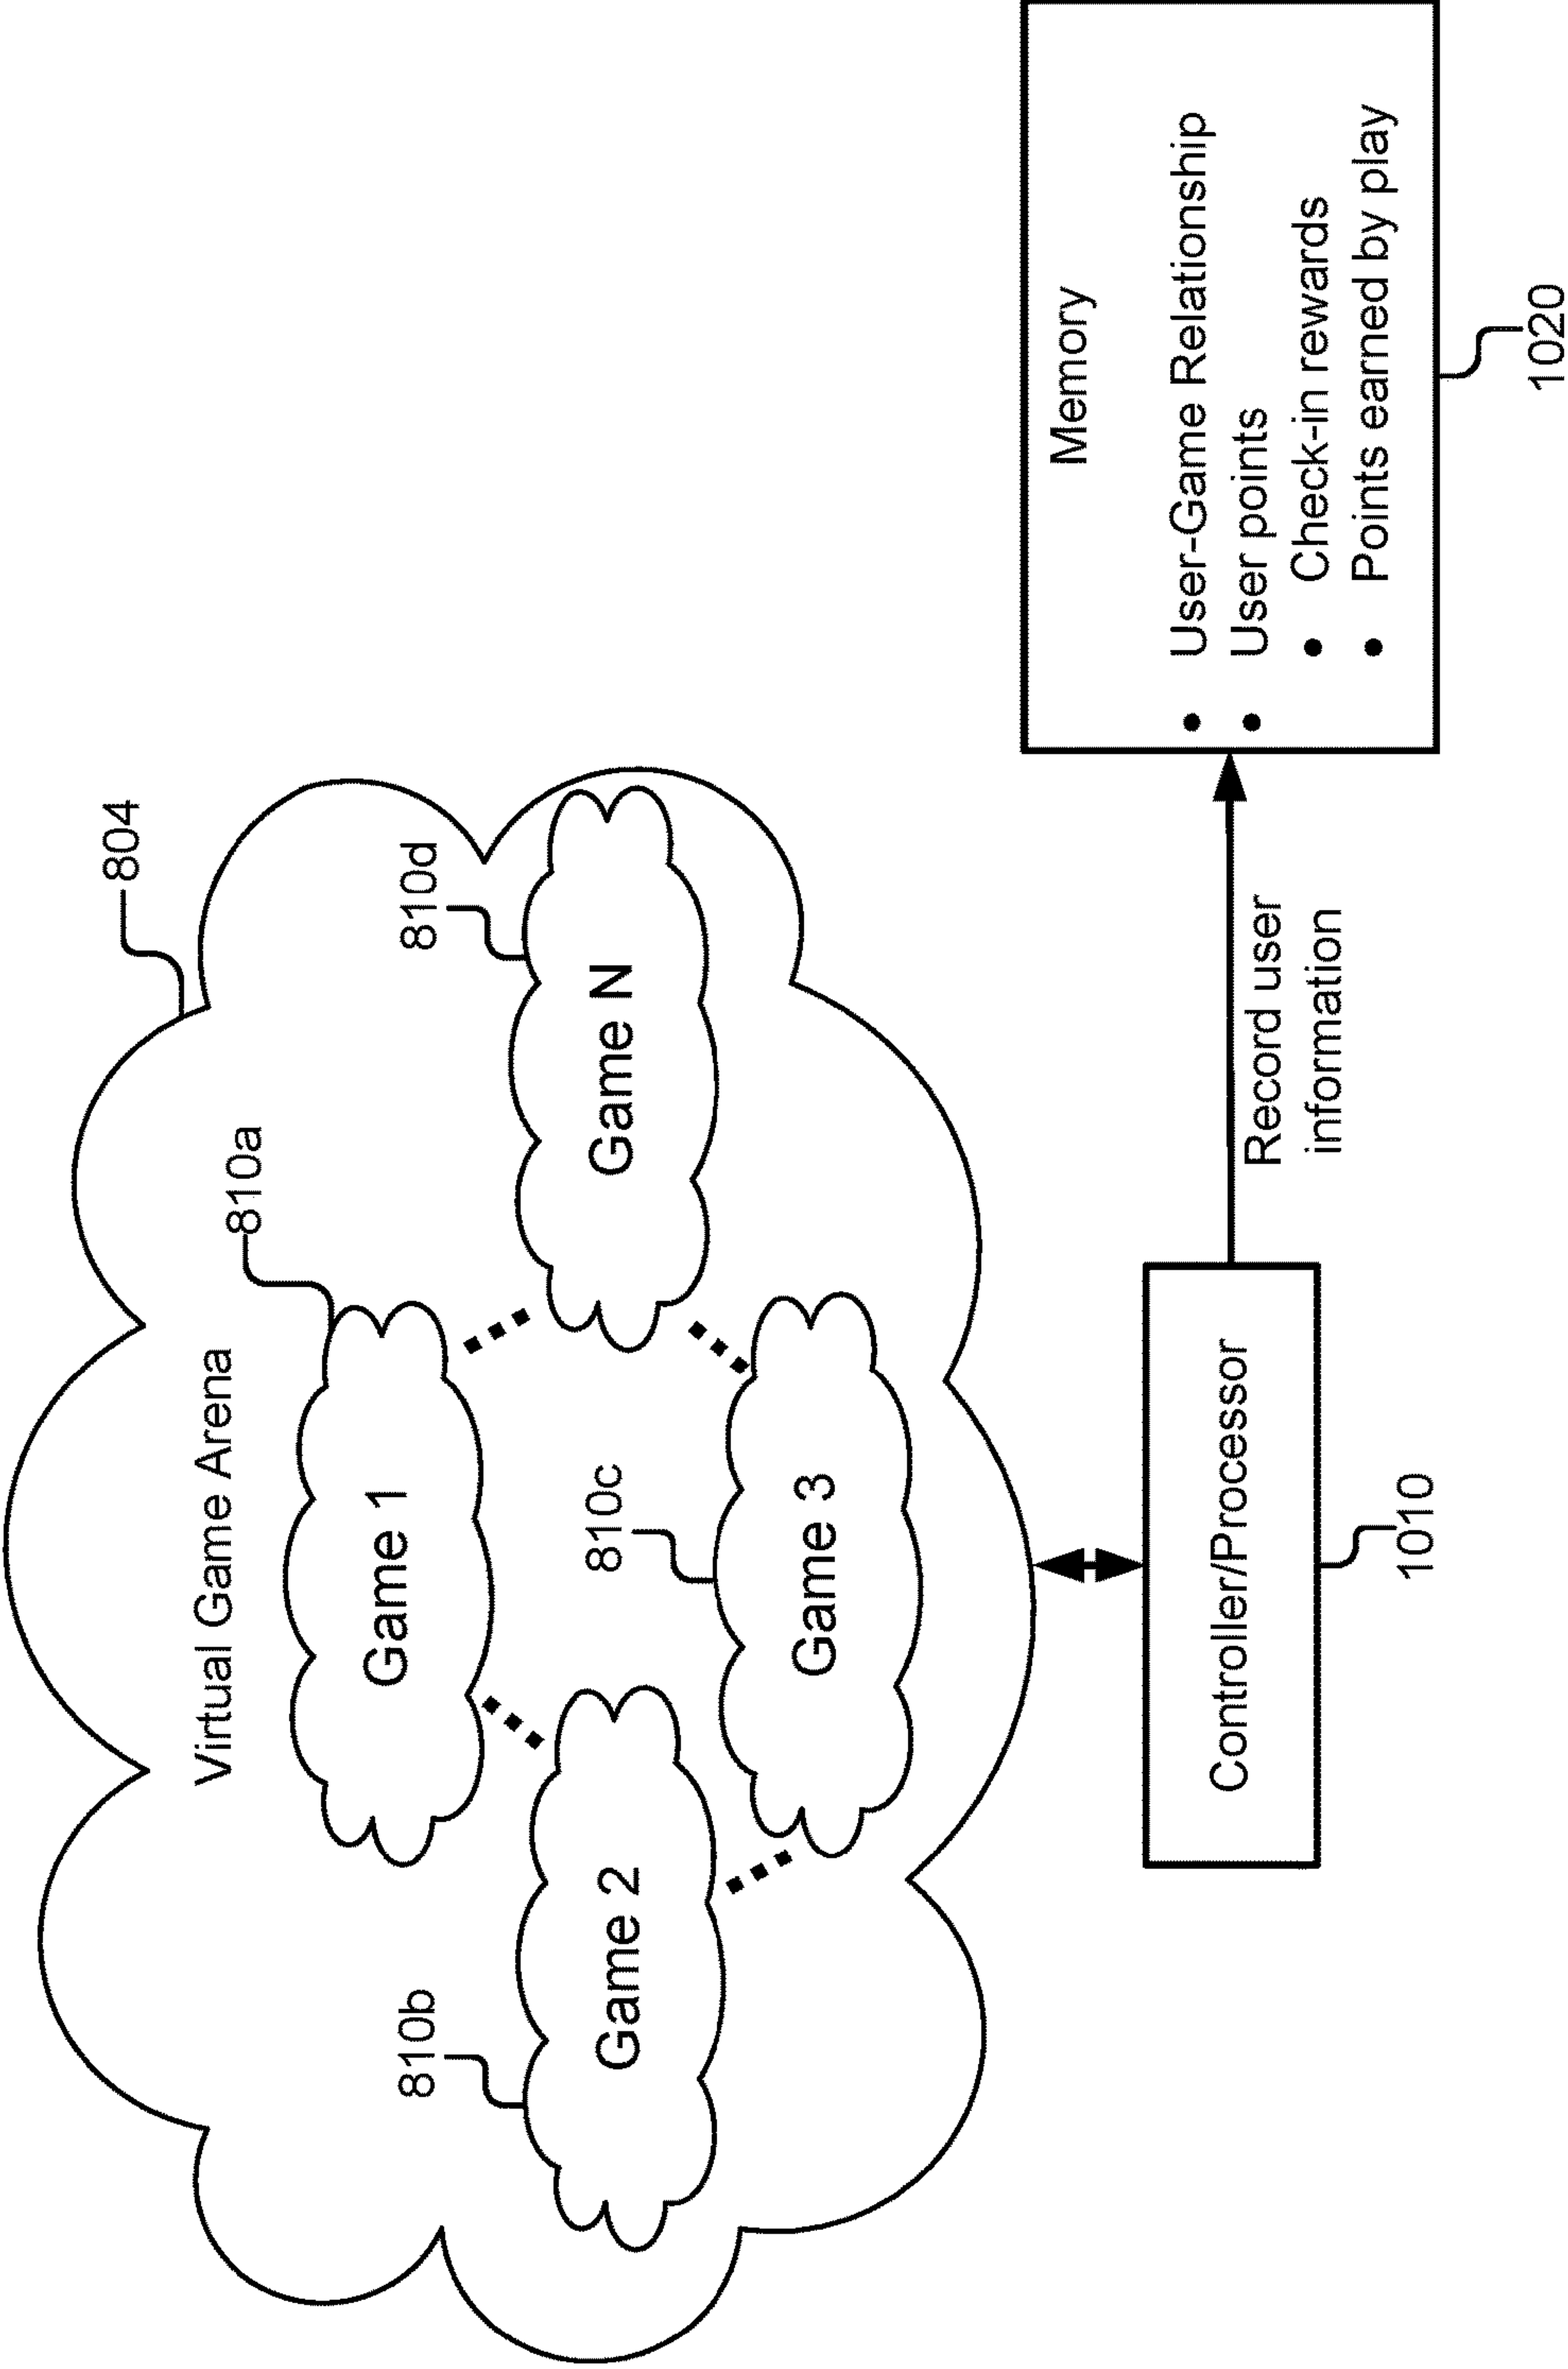 804
Virtual Game Arena
810a
Game 1
810b
810d
Game 2
Game N
810c
Game 3
Controller/Processor
1010
Record user
information
Memory
• User-Game Relationship
• User points
• Check-in rewards
• Points earned by play
1020